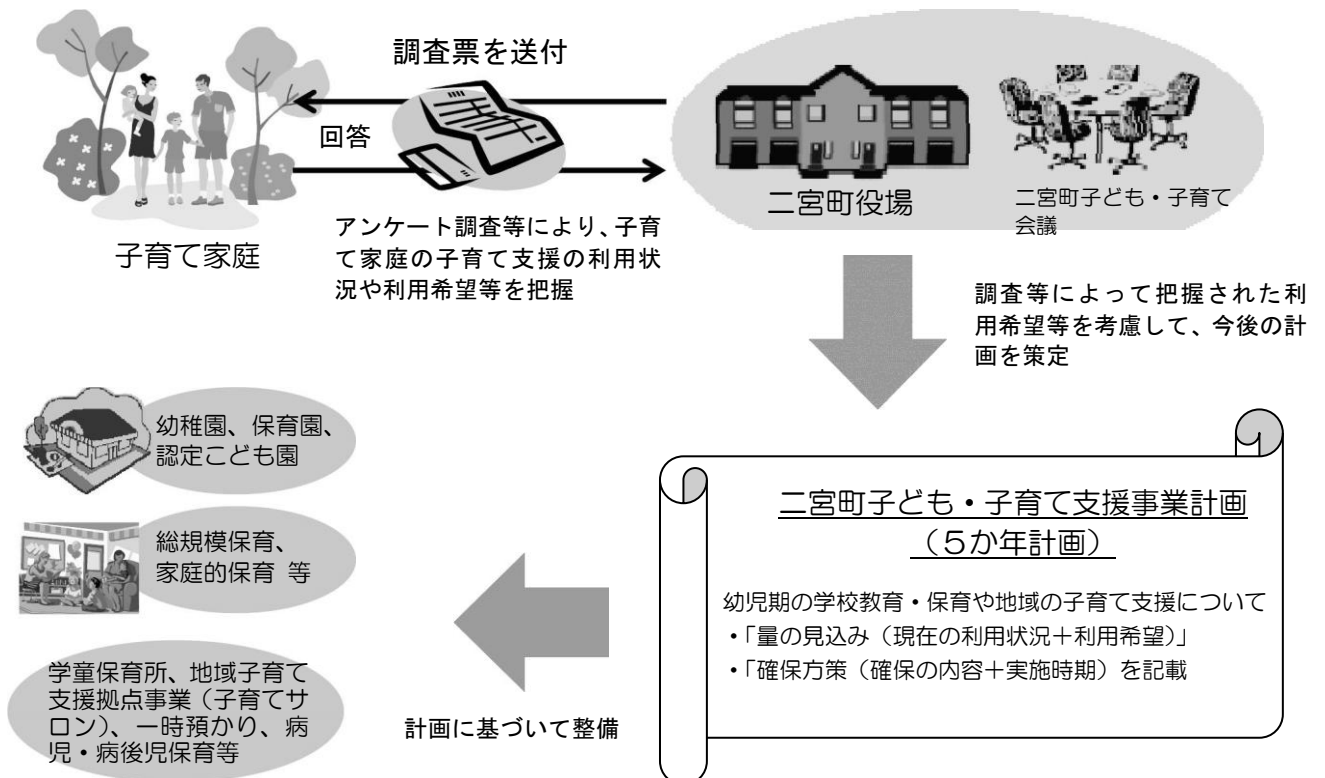 調査票を送付
回答
子育て家庭
アンケート調査等により、子育
て家庭の子育て支援の利用状
況や利用希望等を把握
二宮町役場
二宮町子ども・子育て
会議
調査等によって把握された利
用希望等を考慮して、今後の計
画を策定
二宮町子ども・子育て支援事業計画
（５か年計画）
幼児期の学校教育・保育や地域の子育て支援について
・「量の見込み（現在の利用状況＋利用希望）」
・「確保方策（確保の内容＋実施時期）を記載
計画に基づいて整備
幼稚園、保育園、
認定こども園
総規模保育、
家庭的保育 等
学童保育所、地域子育て
支援拠点事業（子育てサ
ロン）、一時預かり、病
児・病後児保育等